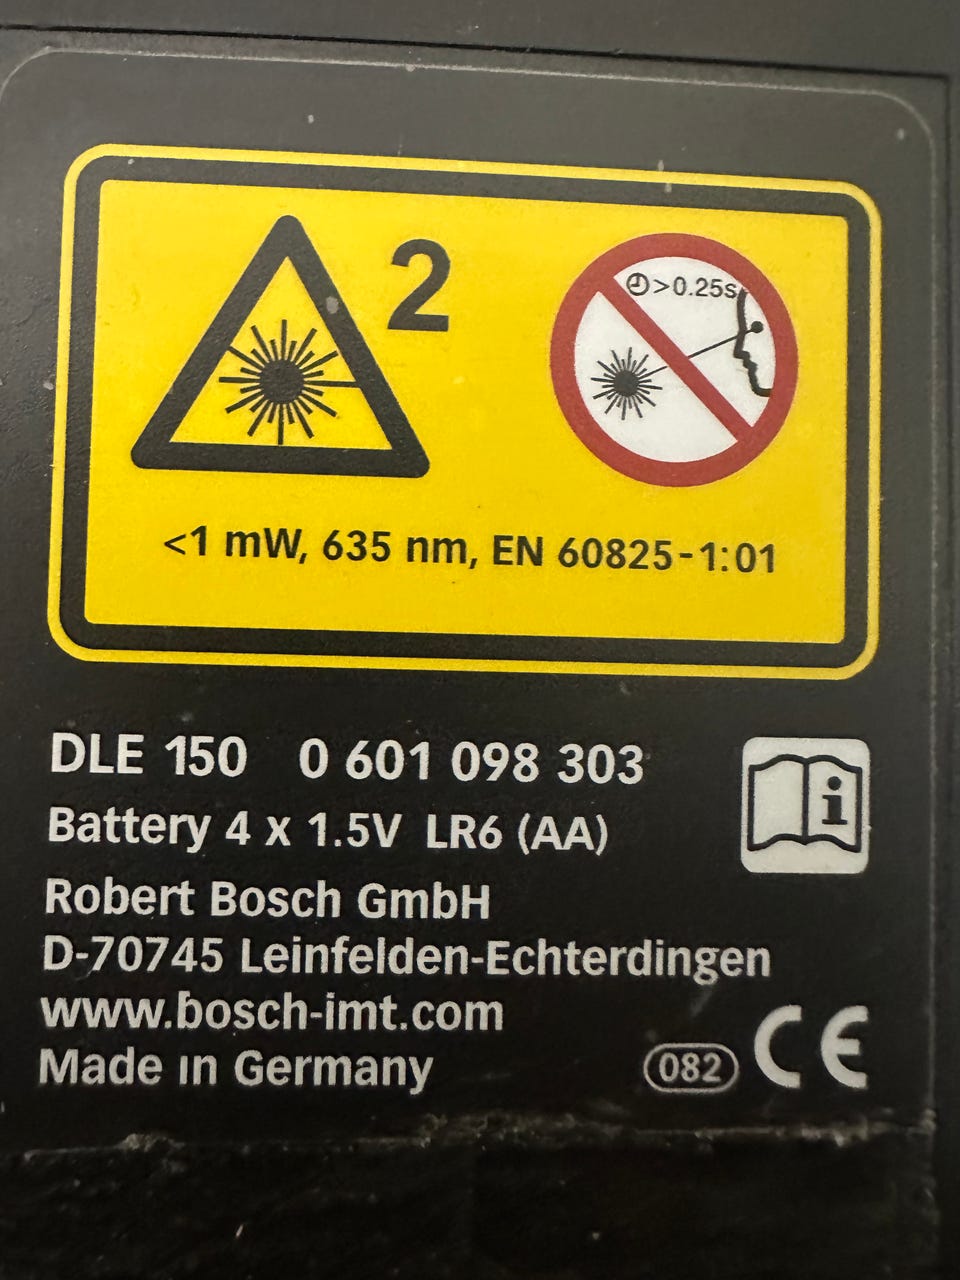 2
>0.25s
<1 mW, 635 nm, EN 60825-1:01
DLE 150 0 601 098 303
Battery 4 x 1.5V LR6 (AA)
i
Robert Bosch GmbH
D-70745 Leinfelden-Echterdingen
www.bosch-imt.com
Made in Germany
082 CE